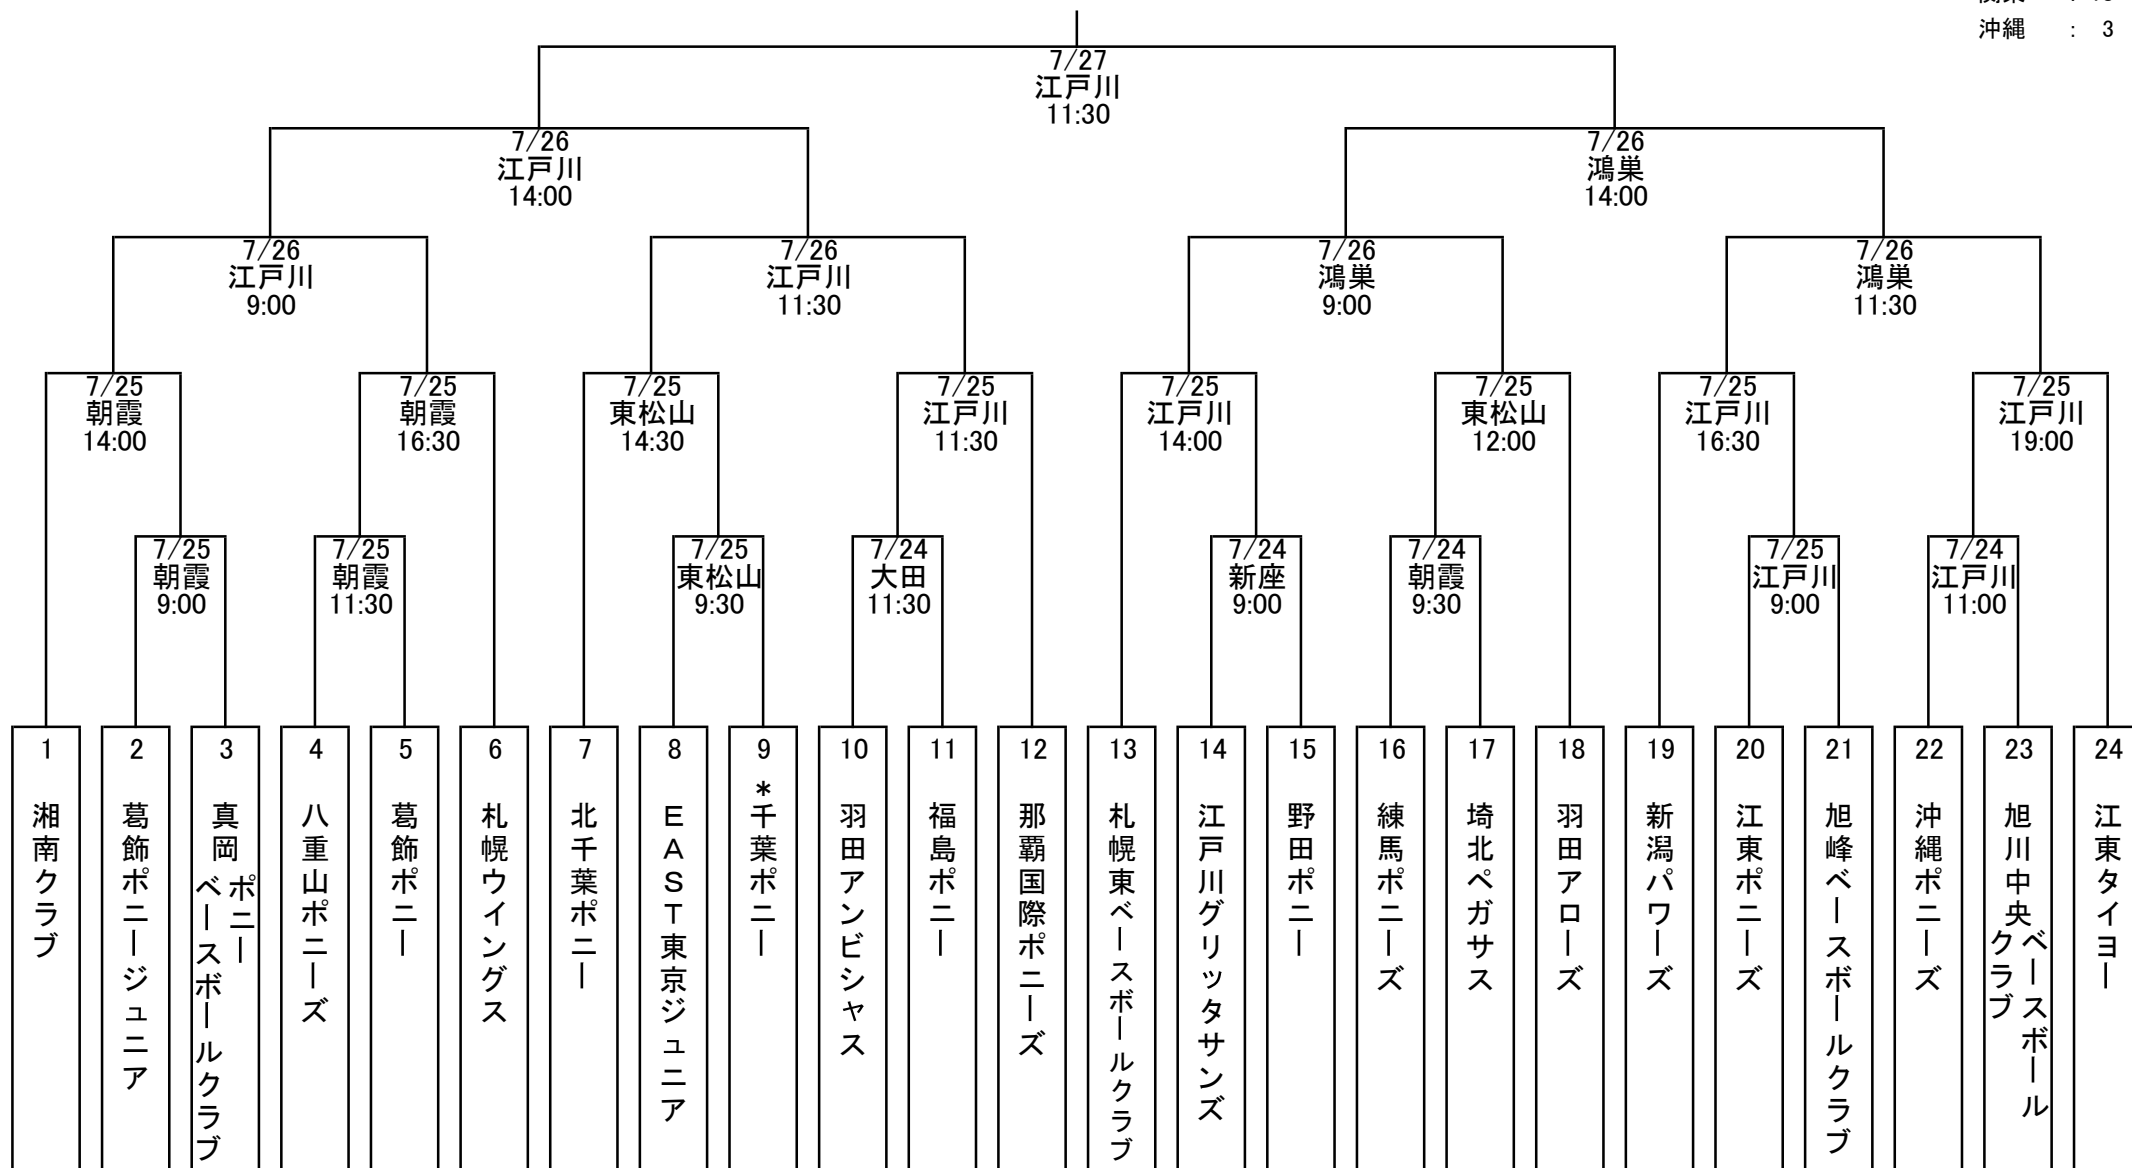 沖縄 : 3
7/27
江戸川
11:30
7/26
江戸川
14:00
7/26
鴻巣
14:00
7/26
江戸川
9:00
7/26
江戸川
11:30
7/26
鴻巣
9:00
7/26
鴻巣
11:30
7/25
朝霞
14:00
7/25
朝霞
16:30
7/25
東松山
14:30
7/25
江戸川
11:30
7/25
江戸川
14:00
7/25
東松山
12:00
7/25
江戸川
16:30
7/25
江戸川
19:00
7/25
朝霞
9:00
7/25
朝霞
11:30
7/25
東松山
9:30
7/24
大田
11:30
7/24
新座
9:00
7/24
朝霞
9:30
7/25
江戸川
9:00
7/24
江戸川
11:00
1
湘南クラブ
2
葛飾ポニージュニア
3
真岡
ポニー
ベースボールクラブ
4
八重山ポニーズ
5
葛飾ポニー
6
札幌ウイングス
7
北千葉ポニー
8
EAST東京ジュニア
9
*千葉ポニー
10
羽田アンビシャス
11
福島ポニー
12
那覇国際ポニーズ
13
札幌東ベースボールクラブ
14
江戸川グリッタサンズ
15
野田ポニー
16
練馬ポニーズ
17
埼北ペガサス
18
羽田アローズ
19
新潟パワーズ
20
江東ポニーズ
21
旭峰ベースボールクラブ
22
沖縄ポニーズ
23
旭川中央
ベースボール
クラブ
24
江東タイヨー